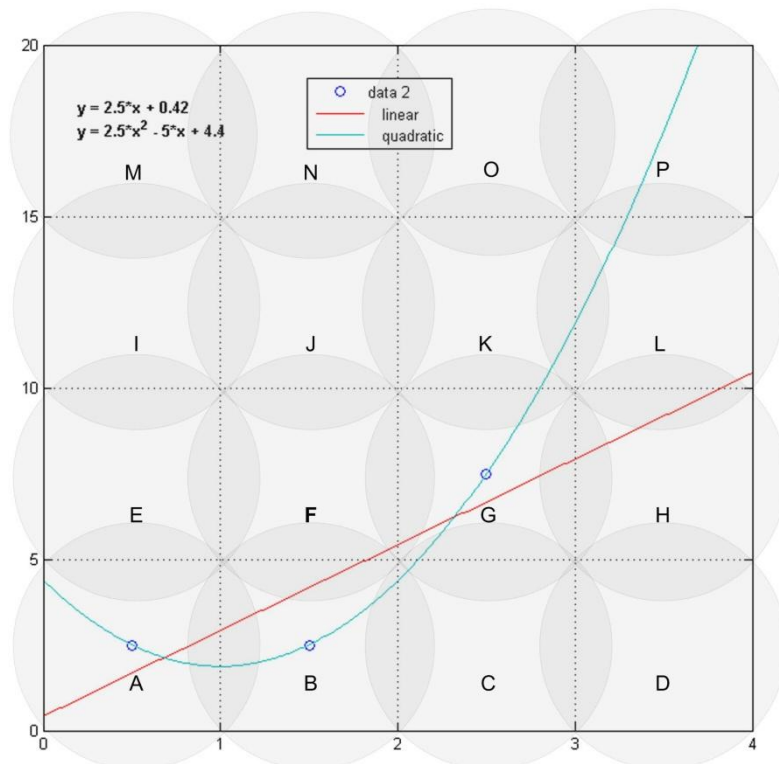 20
y = 2.5*x + 0.42
y = 2.5*x² - 5*x + 4.4
data 2
linear
quadratic
M N O P
15
I J K L
10
E F G H
5
A B C D
0
0 1 2 3 4